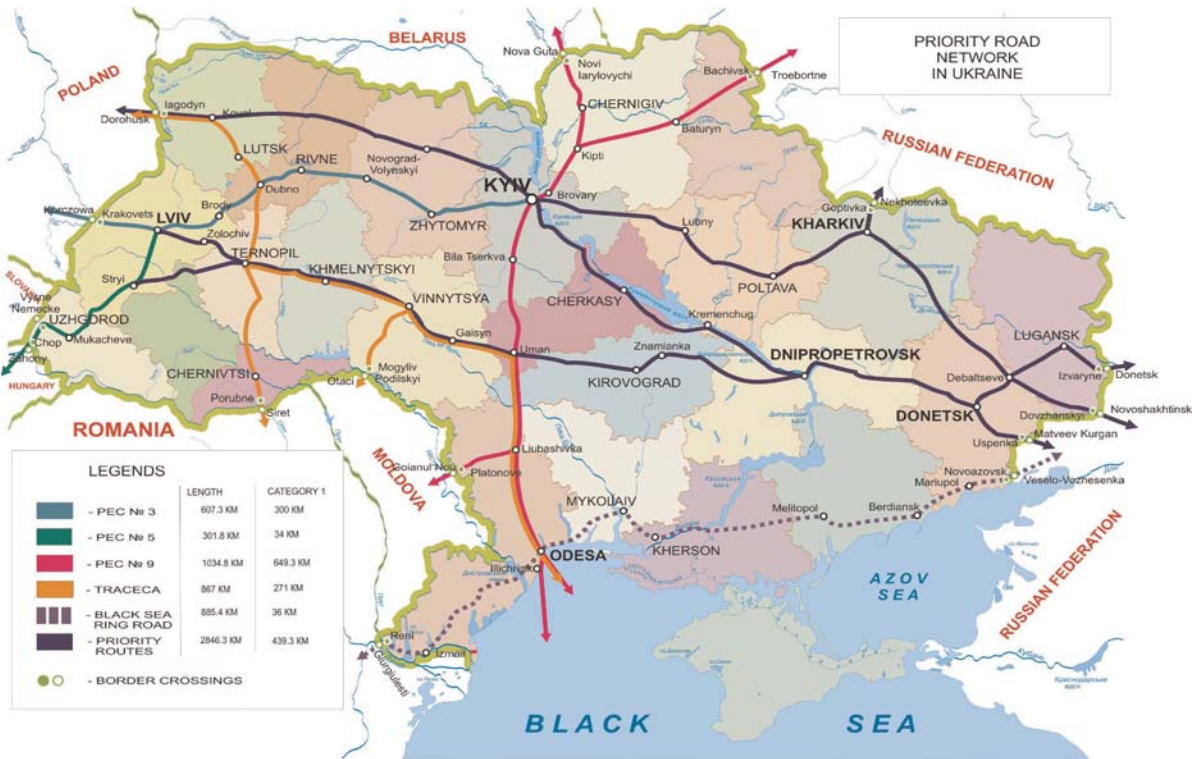 PRIORITY ROAD
NETWORK
IN UKRAINE
BELARUS
POLAND
RUSSIAN FEDERATION
Nova Guta
Novi
Iarylovychi
Bachivsk
Troebortne
CHERNIGIV
Baturyn
Kipti
Iagodyn
Dorohusk
Kovel
LUTSK
RIVNE
Novograd-
Volynskyi
Dubno
KYIV
Brovary
Korczowa
Krakovets
LVIV
Brody
ZHYTOMYR
Lubny
Goptivka
Nekhoteevka
KHARKIV
Zolochiv
TERNOPIL
Bila Tserkva
KHMELNYTSKYI
Stryi
VINNYTSYA
CHERKASY
POLTAVA
Vysne
Nemecke
UZHGOROD
Chop
Mukacheve
Zahony
HUNGARY
Gaisyn
Uman
Kremenchug
Znamianka
KIROVOGRAD
DNIPROPETROVSK
LUGANSK
Debaltseve
Izvaryne
Donetsk
DONETSK
Dovzhanskyi
Novoshakhtinsk
Uspenka
Matveev Kurgan
CHERNIVTSI
Mogyliv
Podilskyi
Otaci
Porubne
Siret
ROMANIA
MOLDOVA
Liubashivka
Goianul Nou
Platonove
Novoazovsk
Veselo-Voznesenka
Mariupol
MYKOLAIV
Melitopol
Berdiansk
KHERSON
ODESA
Illichivsk
AZOV
SEA
RUSSIAN FEDERATION
Reni
Izmail
Giurgiulesti
BLACK SEA
LEGENDS
LENGTH CATEGORY 1
- PEC № 3 607.3 KM 300 KM
- PEC № 5 301.8 KM 34 KM
- PEC № 9 1034.8 KM 649.3 KM
- TRACECA 867 KM 271 KM
- BLACK SEA
RING ROAD 885.4 KM 36 KM
- PRIORITY
ROUTES 2846.3 KM 439.3 KM
- BORDER CROSSINGS